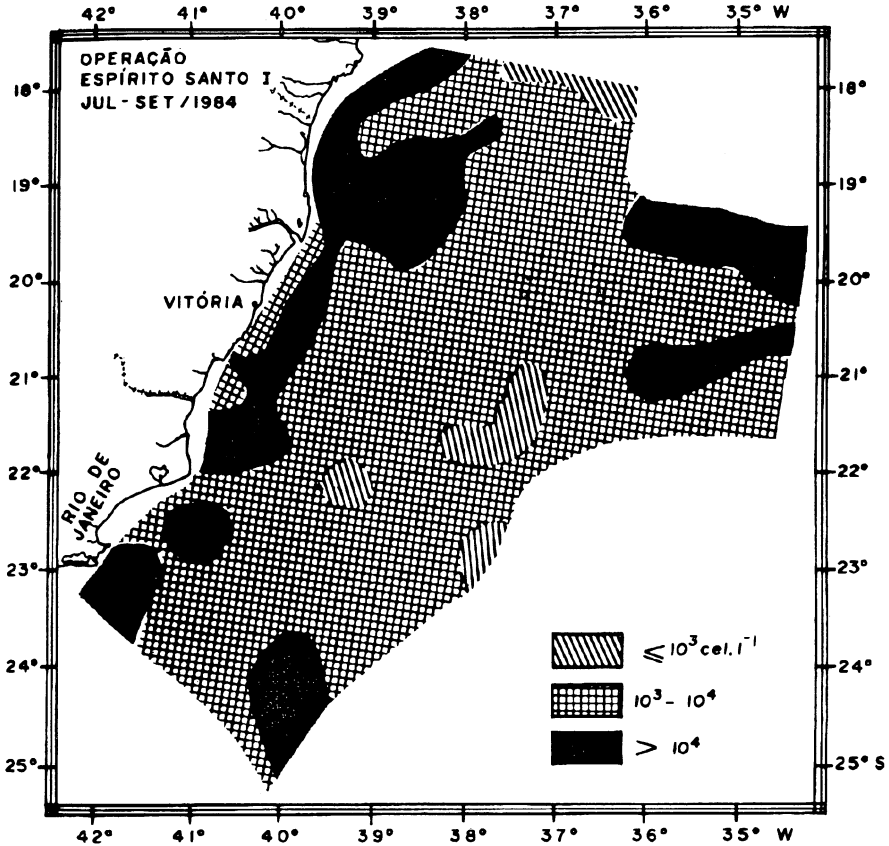 42° 41° 40° 39° 38° 37° 36° 35° W
OPERAÇÃO
ESPÍRITO SANTO I
JUL-SET/1984
18° 18°
19° 19°
20° 20°
VITÓRIA
21° 21°
22° 22°
RIO DE
JANEIRO
23° 23°
≤ 10³ cel. l⁻¹
24° 24°
10³ - 10⁴
> 10⁴
25° 25° S
42° 41° 40° 39° 38° 37° 36° 35° W